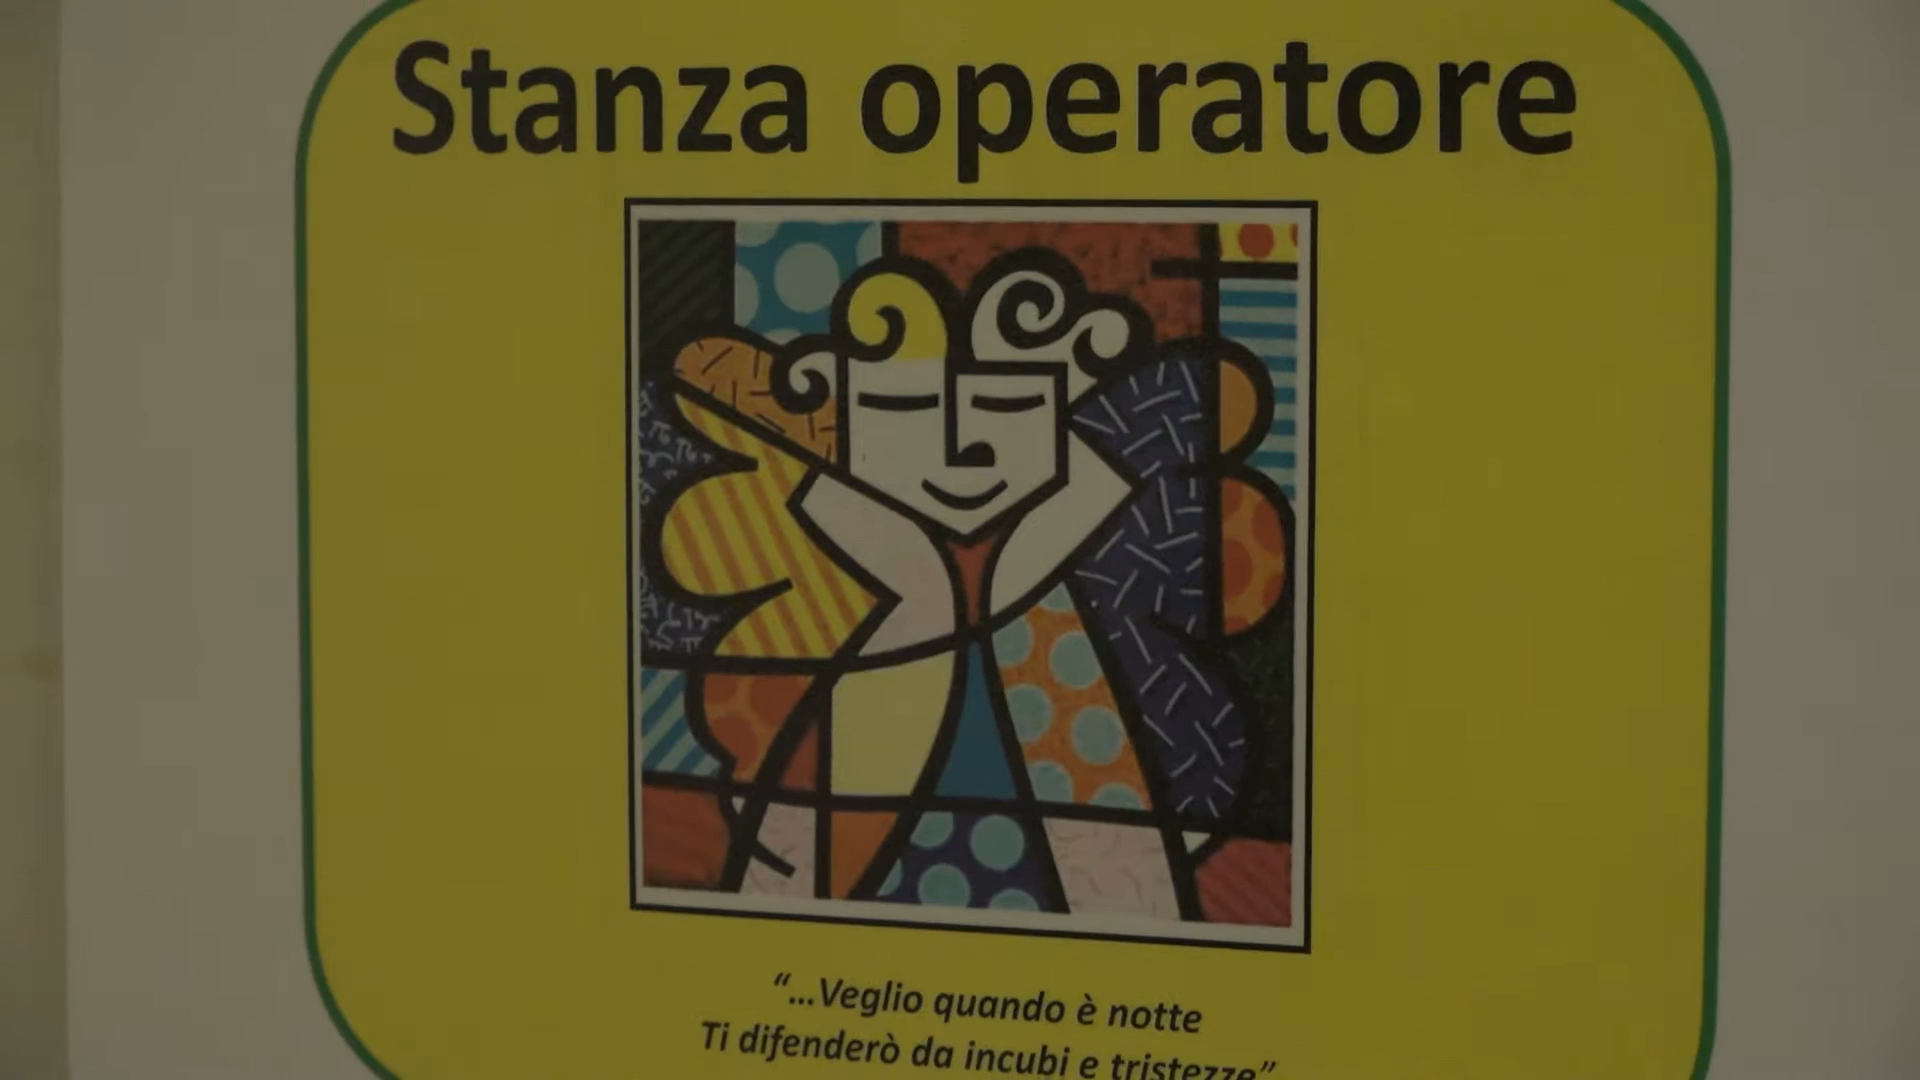 Stanza operatore
“...Veglio quando è notte
Ti difenderò da incubi e tristezze”